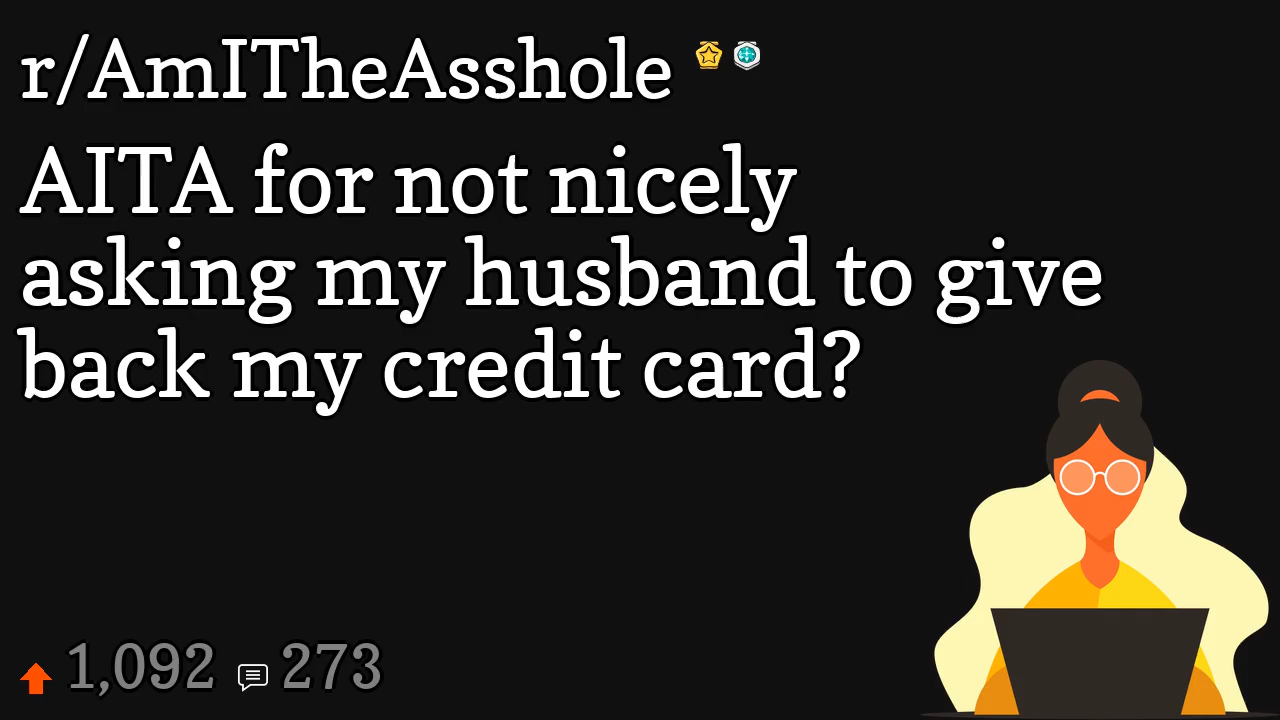 r/AmITheAsshole
AITA for not nicely
asking my husband to give
back my credit card?
1,092 273